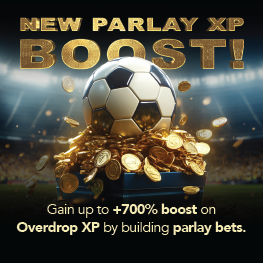 NEW PARLAY XP
BOOST!
Gain up to +700% boost on
Overdrop XP by building parlay bets.